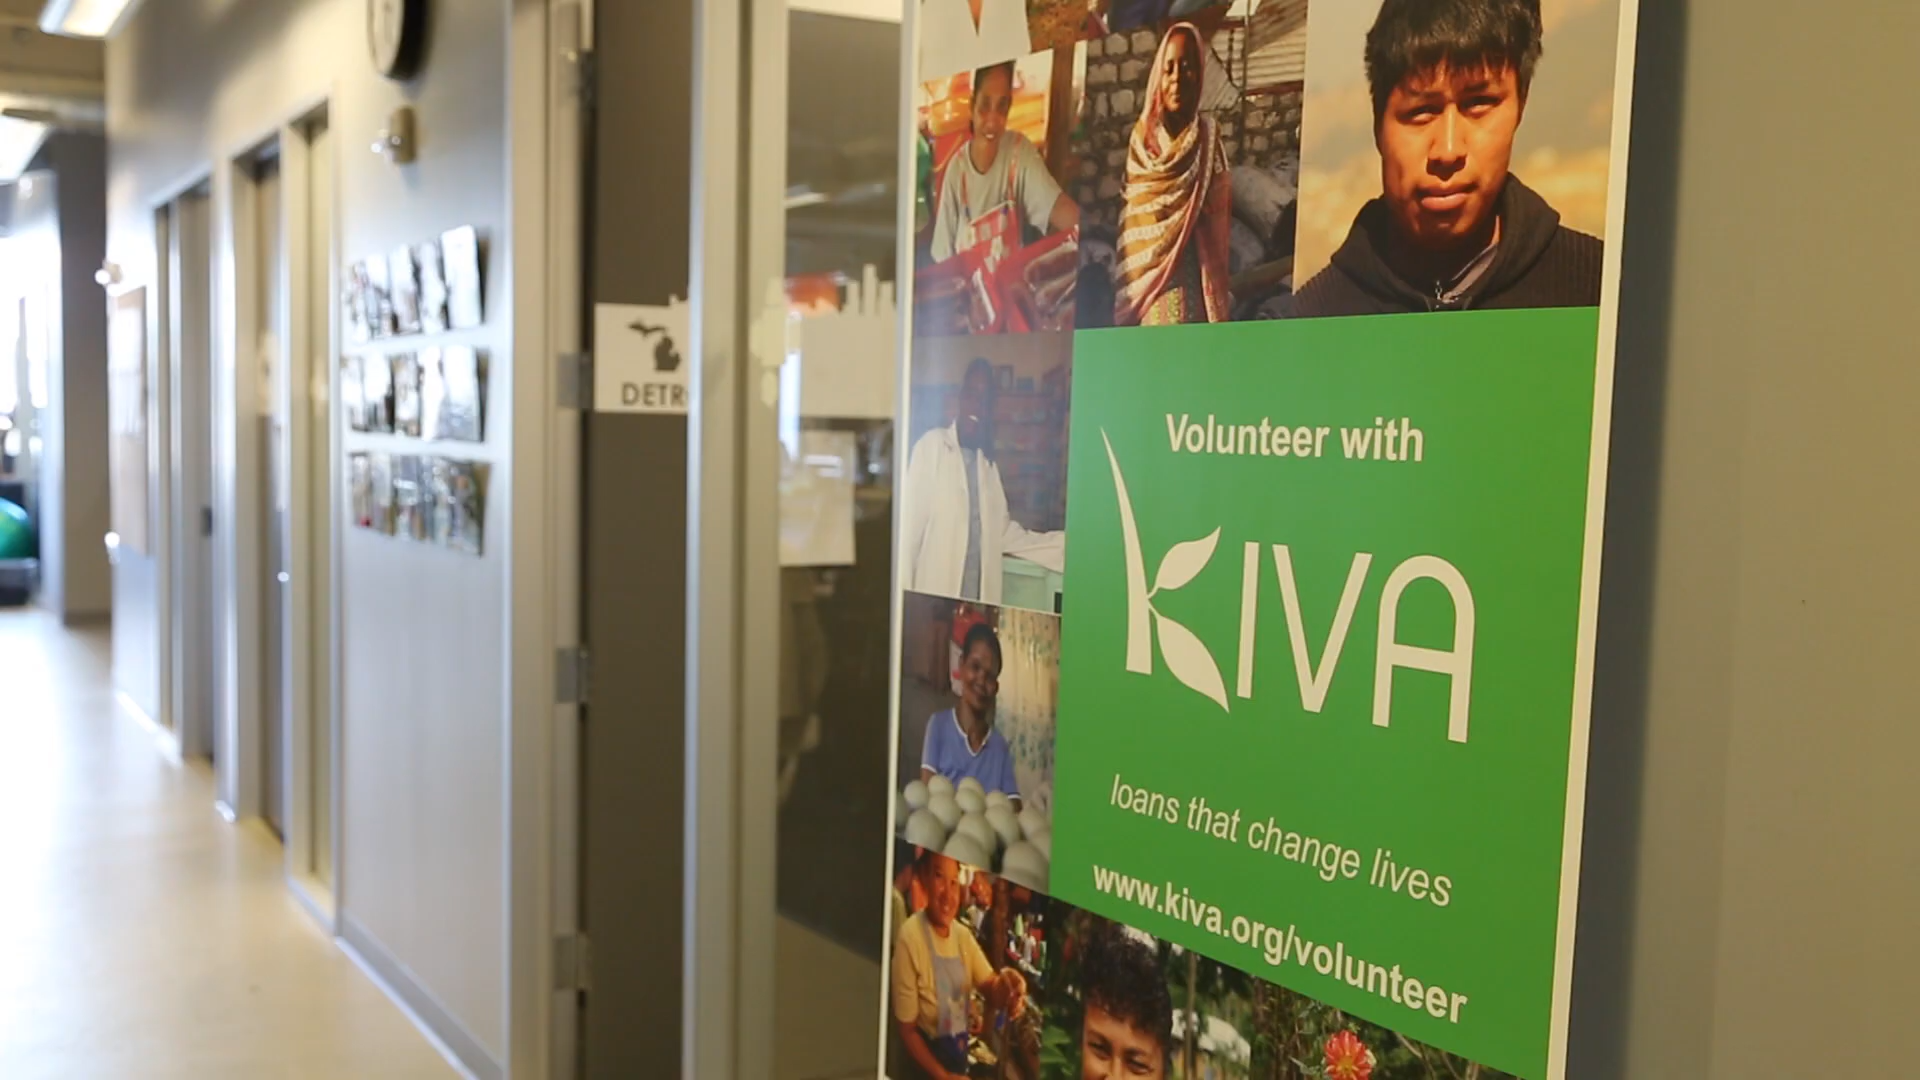 Volunteer with
KIVA
loans that change lives
www.kiva.org/volunteer
DETR